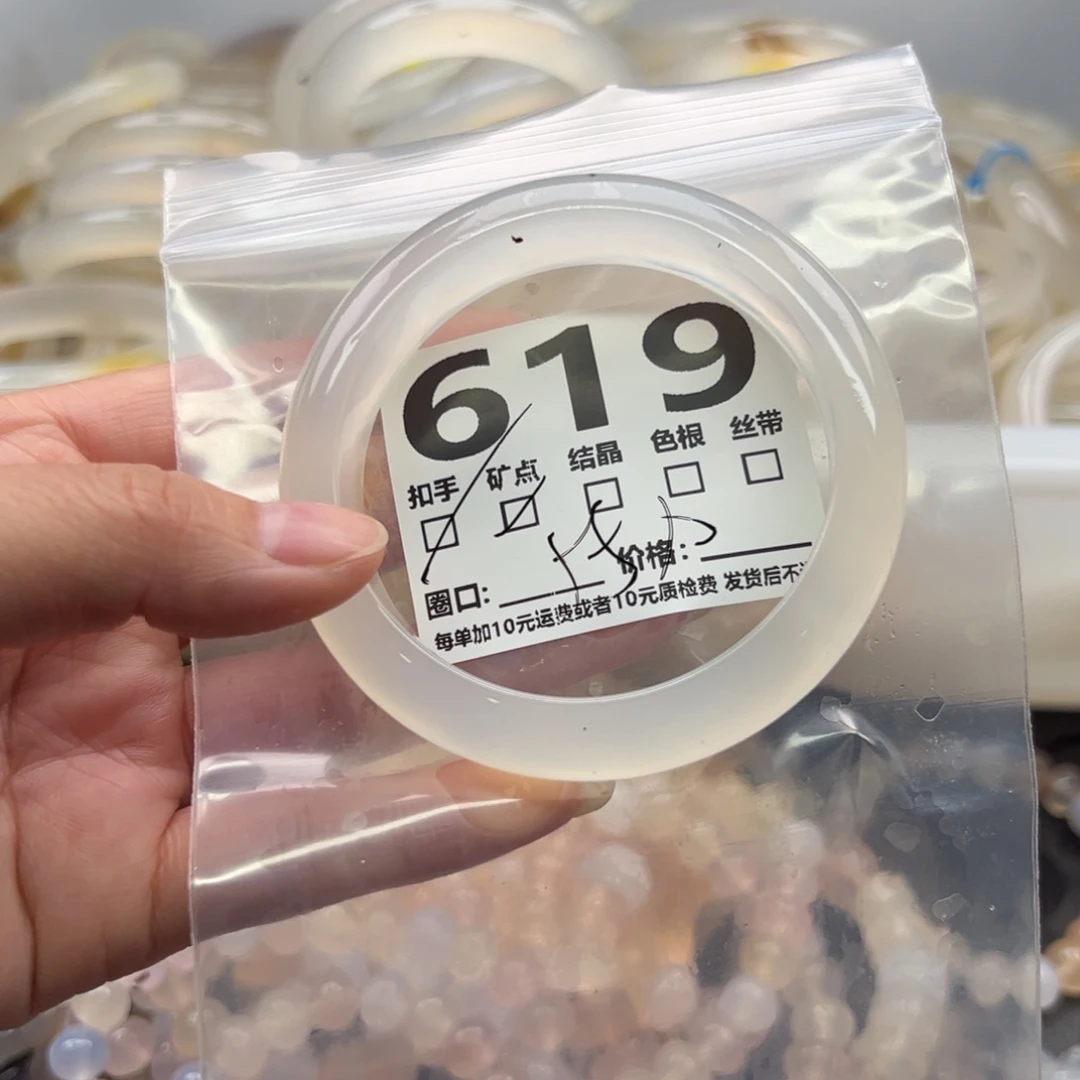 619
扣手 矿点 结晶 色根 丝带
圈口: 价格:
每单加10元运费或者10元质检费 发货后不